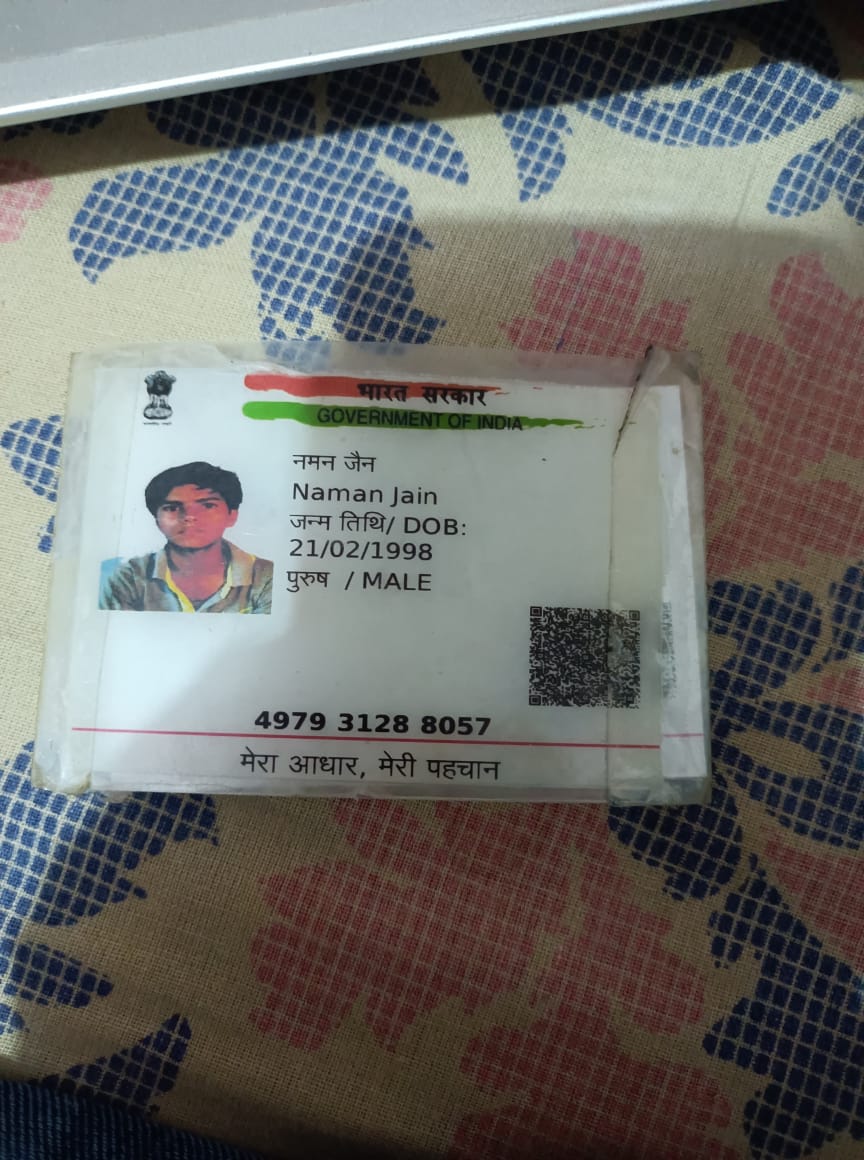 भारत सरकार
GOVERNMENT OF INDIA
नमन जैन
Naman Jain
जन्म तिथि/ DOB:
21/02/1998
पुरुष / MALE
4979 3128 8057
मेरा आधार, मेरी पहचान